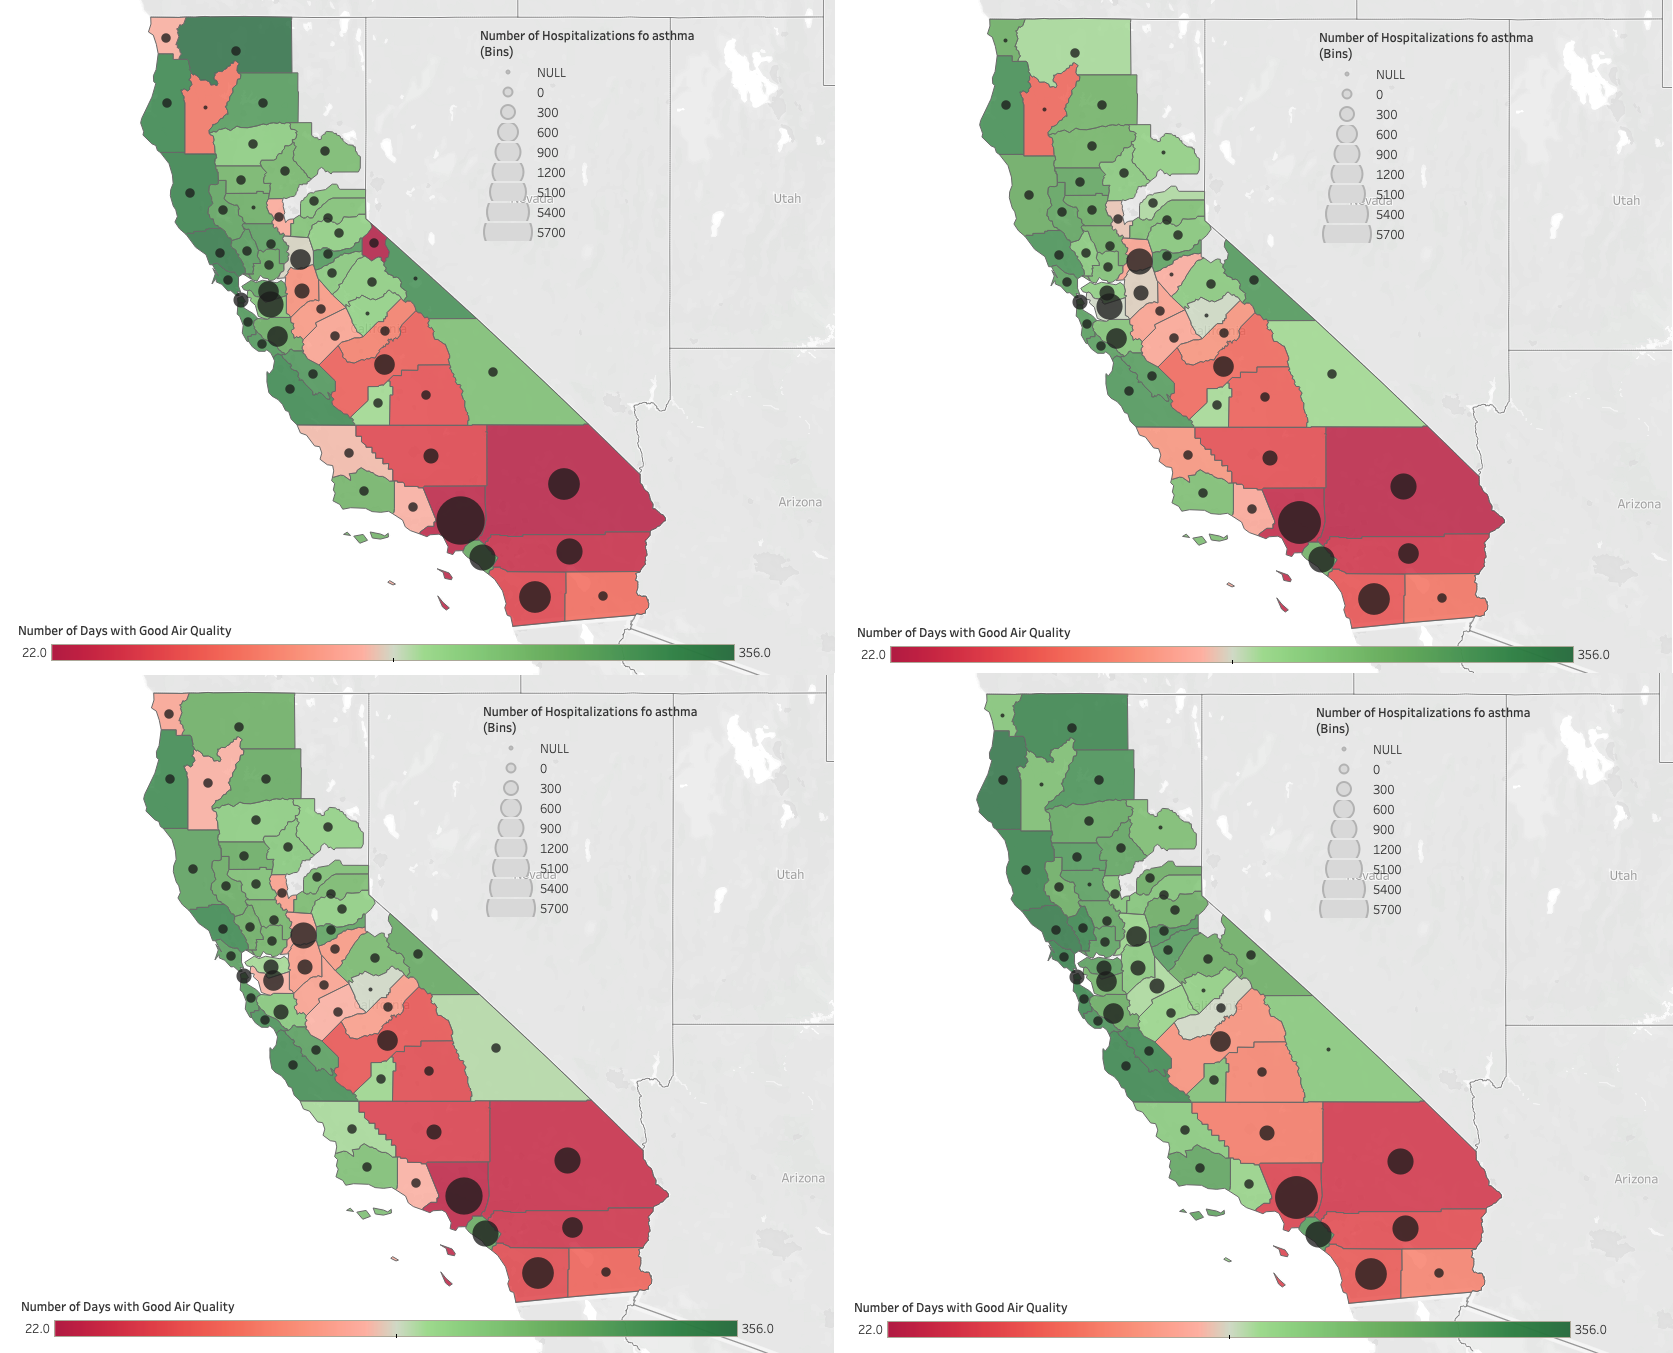 Number of Hospitalizations fo asthma
(Bins)
NULL
0
300
600
900
1200
5100
5400
5700
Nevada
Utah
Arizona
Number of Days with Good Air Quality
22.0
356.0
Number of Hospitalizations fo asthma
(Bins)
NULL
0
300
600
900
1200
5100
5400
5700
Nevada
Utah
Arizona
Number of Days with Good Air Quality
22.0
356.0
Number of Hospitalizations fo asthma
(Bins)
NULL
0
300
600
900
1200
5100
5400
5700
Nevada
Utah
Arizona
Number of Days with Good Air Quality
22.0
356.0
Number of Hospitalizations fo asthma
(Bins)
NULL
0
300
600
900
1200
5100
5400
5700
Nevada
Utah
Arizona
Number of Days with Good Air Quality
22.0
356.0